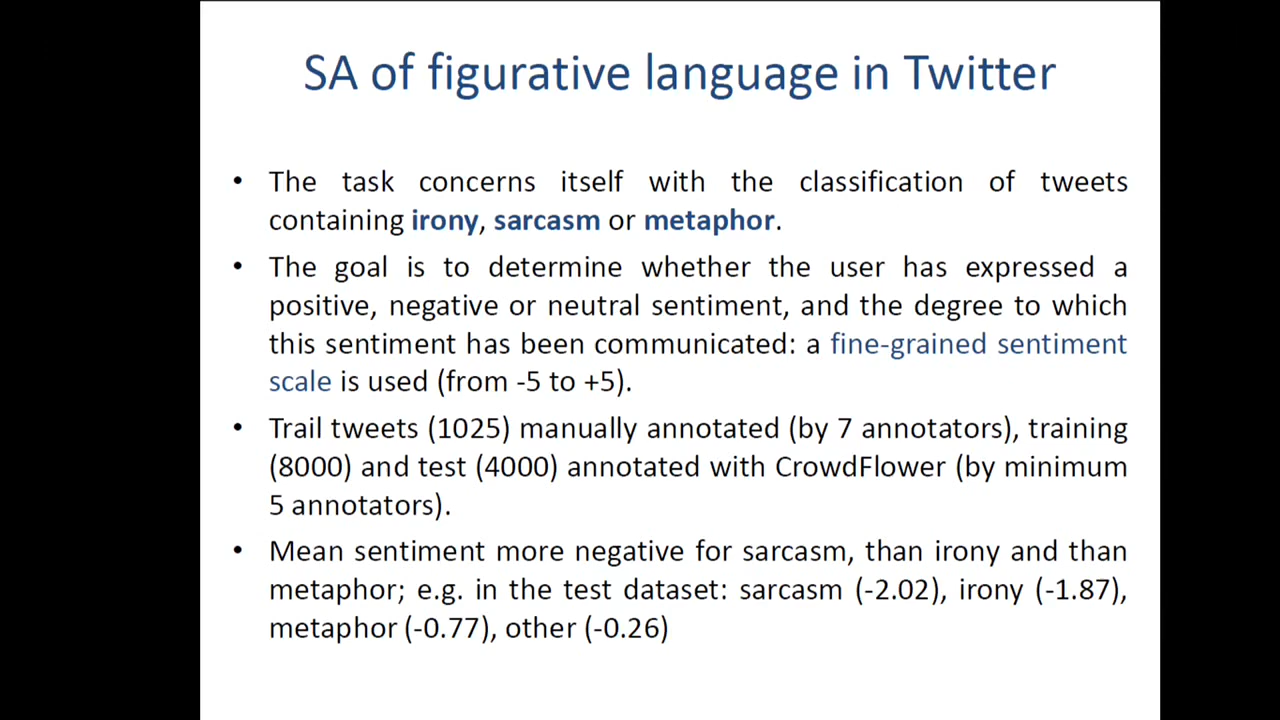 SA of figurative language in Twitter
• The task concerns itself with the classification of tweets
containing irony, sarcasm or metaphor.
• The goal is to determine whether the user has expressed a
positive, negative or neutral sentiment, and the degree to which
this sentiment has been communicated: a fine-grained sentiment
scale is used (from -5 to +5).
• Trail tweets (1025) manually annotated (by 7 annotators), training
(8000) and test (4000) annotated with CrowdFlower (by minimum
5 annotators).
• Mean sentiment more negative for sarcasm, than irony and than
metaphor; e.g. in the test dataset: sarcasm (-2.02), irony (-1.87),
metaphor (-0.77), other (-0.26)